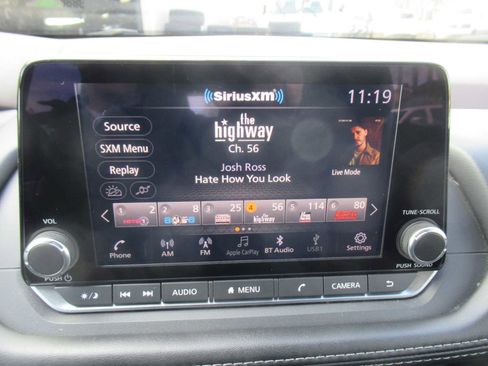 SiriusXM
11:19
Source
SXM Menu
Replay
the highway
Ch. 56
Josh Ross
Hate How You Look
Live Mode
1 2
2 8
3 25
4 56
5 114
6 80
VOL
TUNE·SCROLL
Phone
AM
FM
Apple CarPlay
BT Audio
USB1
Settings
PUSH
PUSH SOUND
AUDIO
MENU
CAMERA